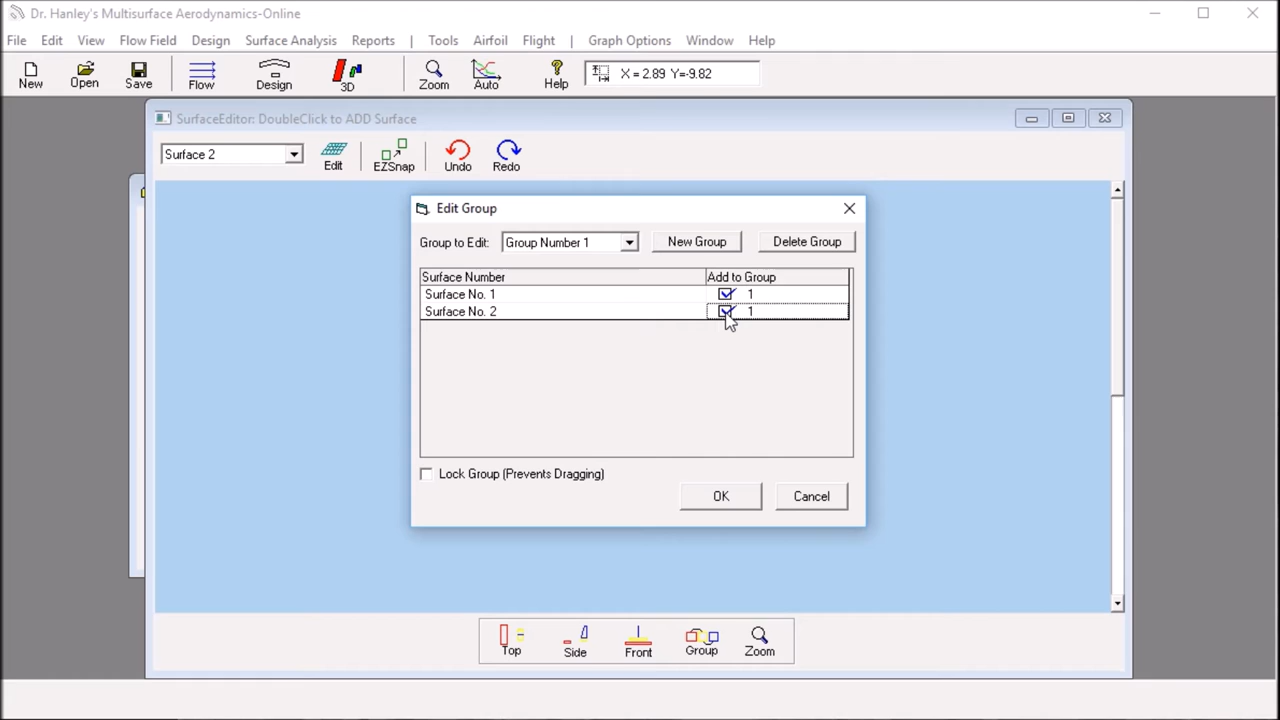 Dr. Hanley's Multisurface Aerodynamics-Online
File Edit View Flow Field Design Surface Analysis Reports | Tools Airfoil Flight | Graph Options Window Help
New Open Save Flow Design 3D Zoom Auto Help X = 2.89 Y=-9.82
SurfaceEditor: DoubleClick to ADD Surface
Surface 2 Edit EZSnap Undo Redo
Edit Group
Group to Edit: Group Number 1 New Group Delete Group
Surface Number Add to Group
Surface No. 1 1
Surface No. 2 1
Lock Group (Prevents Dragging)
OK Cancel
Top Side Front Group Zoom